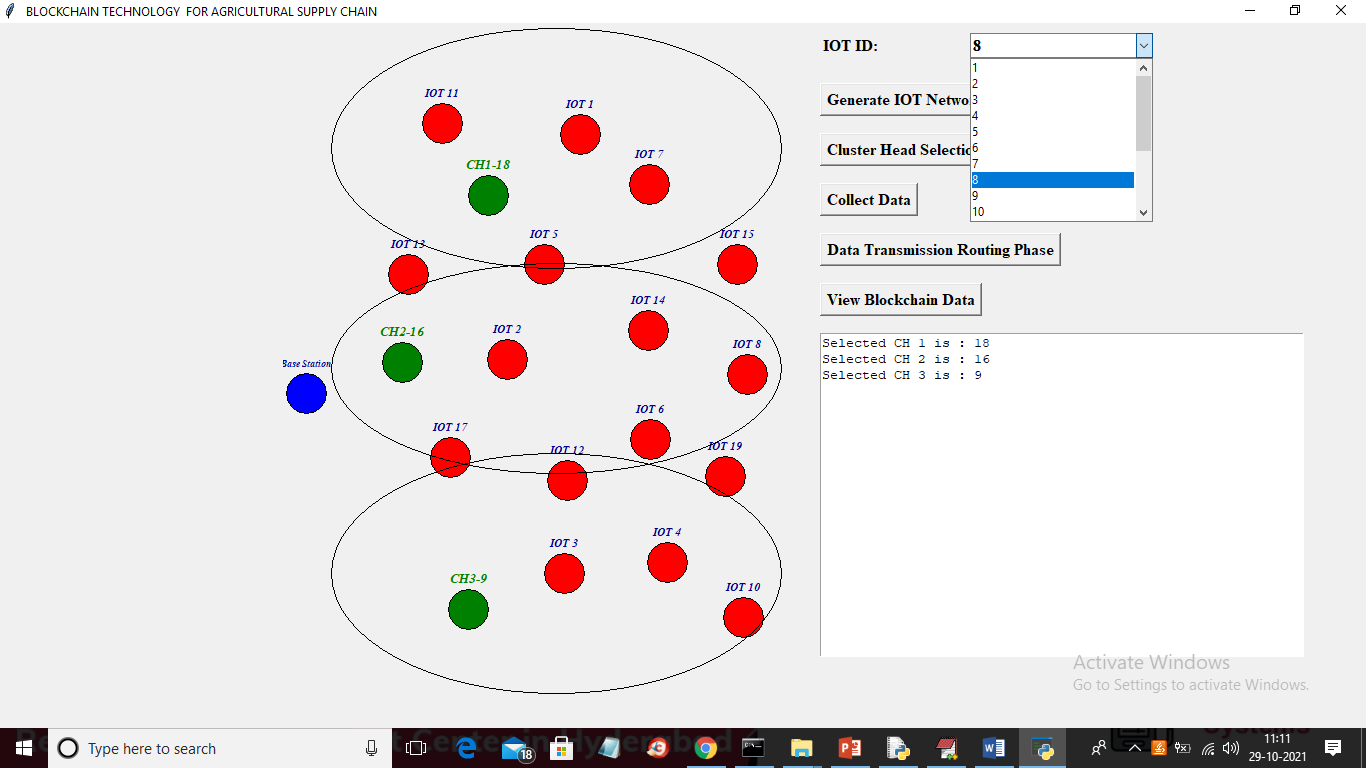 BLOCKCHAIN TECHNOLOGY FOR AGRICULTURAL SUPPLY CHAIN
IOT ID:
8
1
2
3
4
5
6
7
8
9
10
Generate IOT Netwo
Cluster Head Selectio
Collect Data
Data Transmission Routing Phase
View Blockchain Data
IOT 11
IOT 1
IOT 7
CH1-18
IOT 13
IOT 5
IOT 15
IOT 14
CH2-16
IOT 2
IOT 8
Base Station
IOT 6
IOT 17
IOT 12
IOT 19
IOT 3
IOT 4
CH3-9
IOT 10
Selected CH 1 is : 18
Selected CH 2 is : 16
Selected CH 3 is : 9
Activate Windows
Go to Settings to activate Windows.
Type here to search
18
11:11
29-10-2021